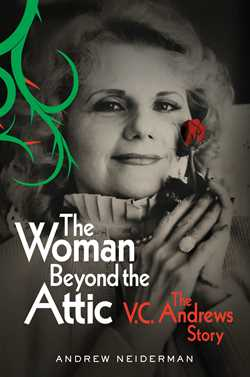 The
Woman
Beyond the
Attic
The
V.C. Andrews
Story
ANDREW NEIDERMAN